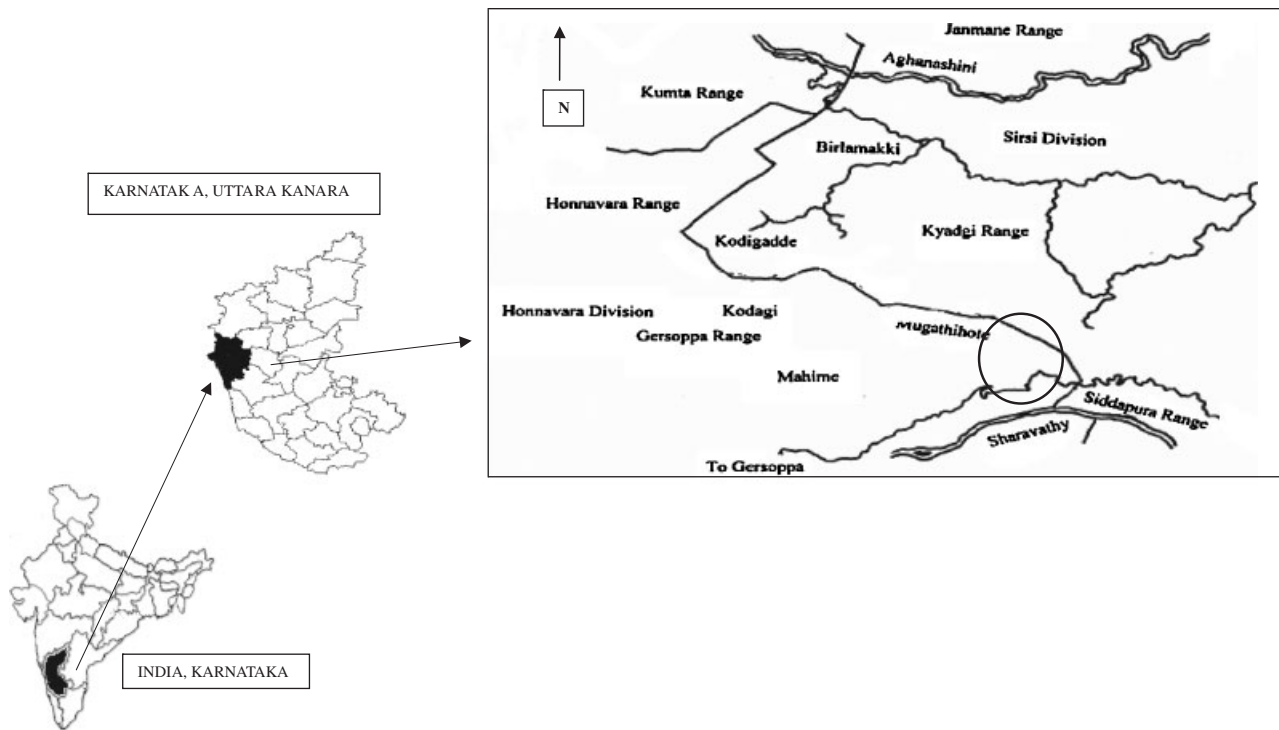 Janmane Range
Aghanashini
Kumta Range
N
Sirsi Division
Birlamakki
KARNATAK A, UTTARA KANARA
Honnavara Range
Kodigadde
Kyadgi Range
Honnavara Division
Kodagi
Mugathihote
Gersoppa Range
Mahime
Siddapura Range
Sharavathy
To Gersoppa
INDIA, KARNATAKA